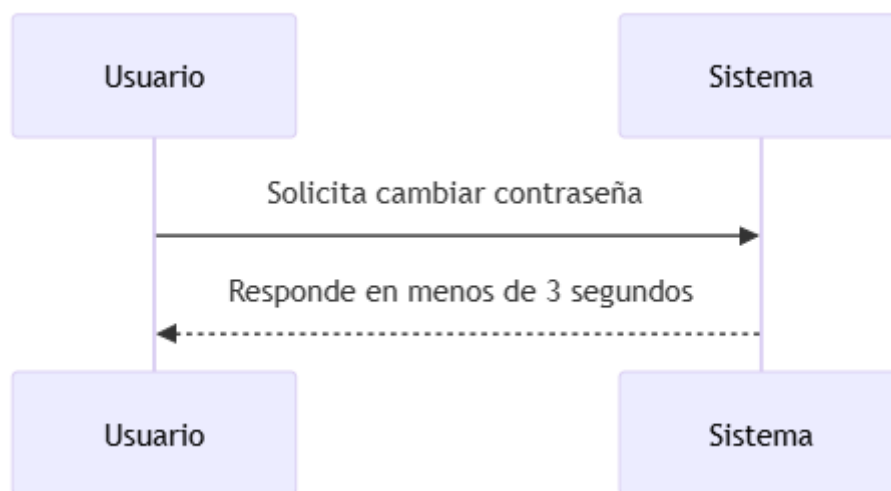 Usuario
Sistema
Solicita cambiar contraseña
Responde en menos de 3 segundos
Usuario
Sistema